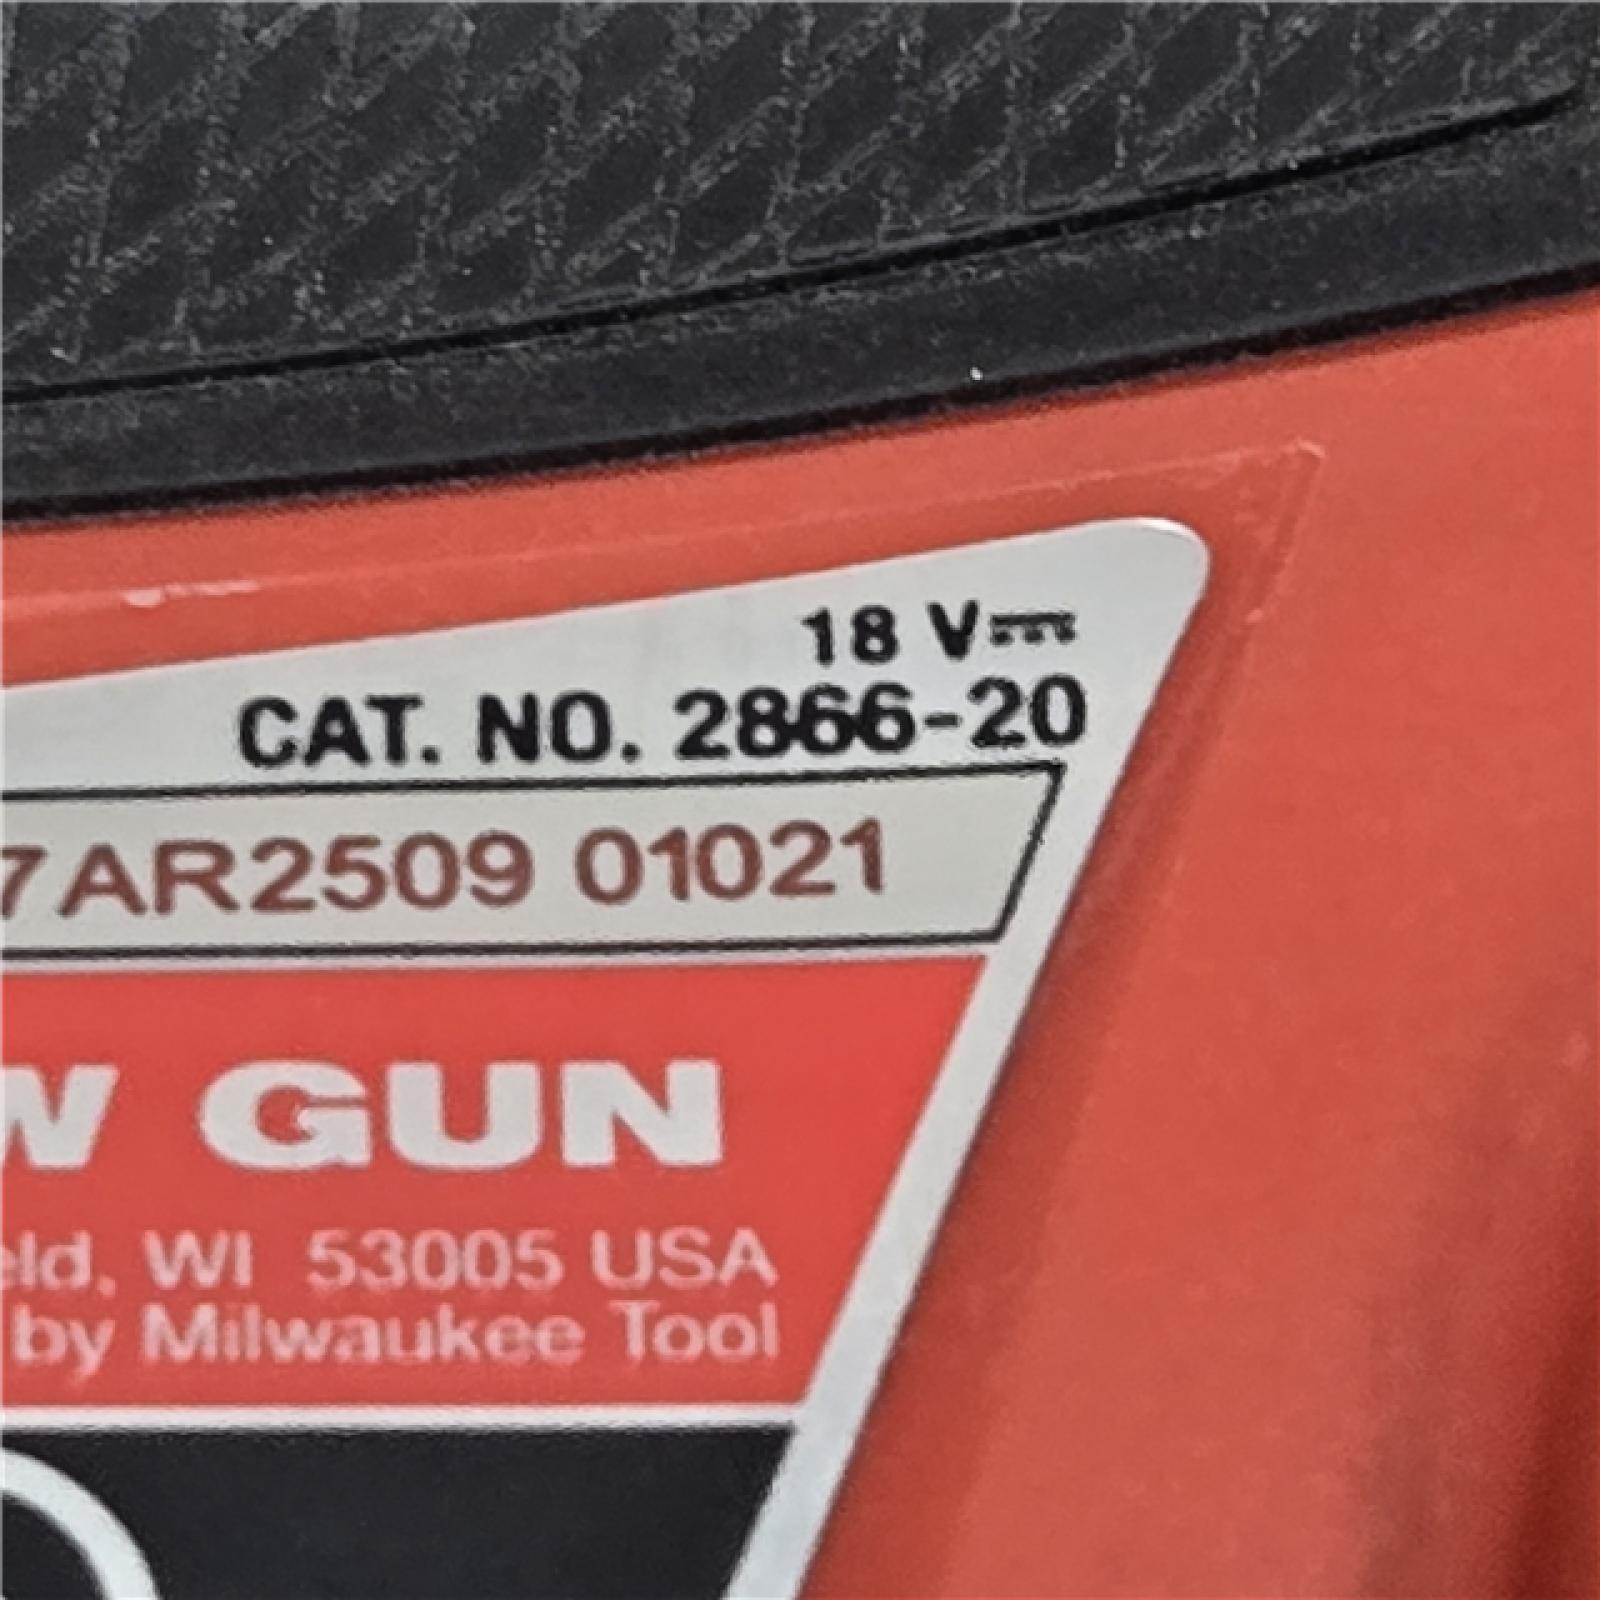 18 V⎓
CAT. NO. 2866-20
7AR2509 01021
W GUN
eld, WI 53005 USA
by Milwaukee Tool